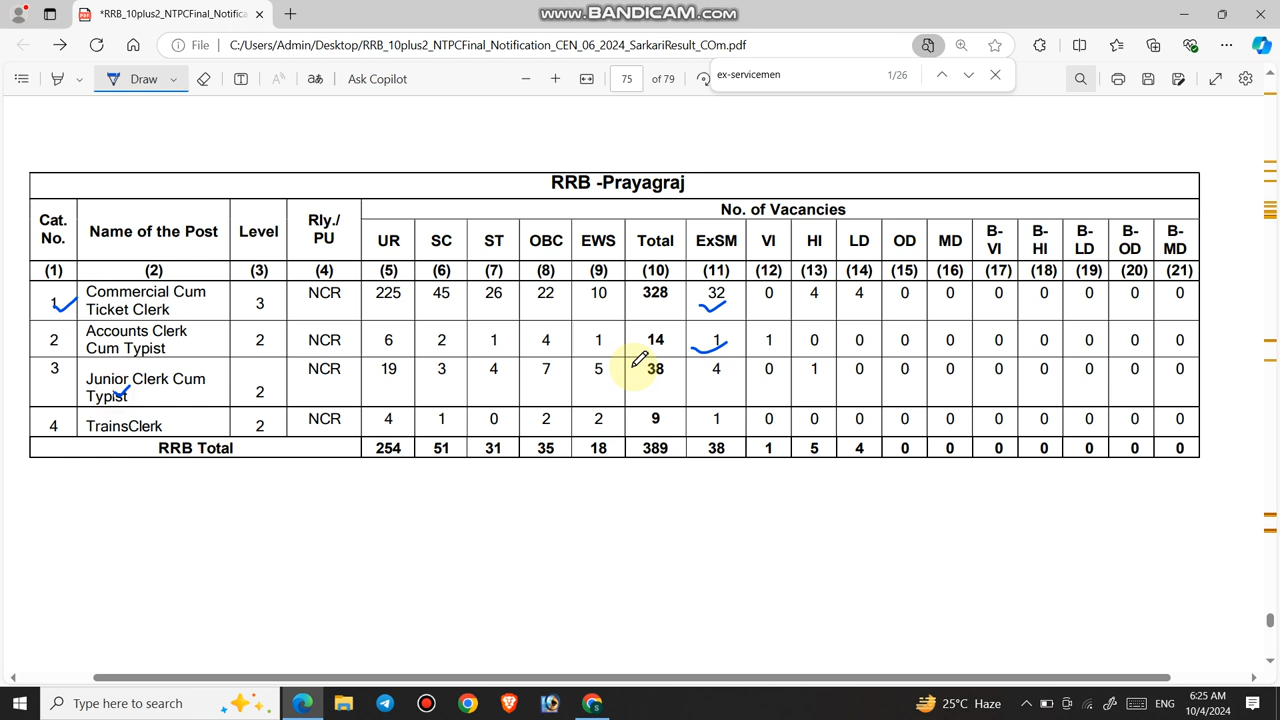 *RRB_10plus2_NTPCFinal_Notifica
WWW.BANDICAM.COM
File
C:/Users/Admin/Desktop/RRB_10plus2_NTPCFinal_Notification_CEN_06_2024_SarkariResult_COm.pdf
Draw
Ask Copilot
75 of 79
ex-servicemen 1/26
RRB -Prayagraj
Cat. No. Name of the Post Level Rly./ PU No. of Vacancies
UR SC ST OBC EWS Total ExSM VI HI LD OD MD B-VI B-HI B-LD B-OD B-MD
(1) (2) (3) (4) (5) (6) (7) (8) (9) (10) (11) (12) (13) (14) (15) (16) (17) (18) (19) (20) (21)
1 Commercial Cum Ticket Clerk 3 NCR 225 45 26 22 10 328 32 0 4 4 0 0 0 0 0 0 0
2 Accounts Clerk Cum Typist 2 NCR 6 2 1 4 1 14 1 1 0 0 0 0 0 0 0 0 0
3 Junior Clerk Cum Typist 2 NCR 19 3 4 7 5 38 4 0 1 0 0 0 0 0 0 0 0
4 TrainsClerk 2 NCR 4 1 0 2 2 9 1 0 0 0 0 0 0 0 0 0 0
RRB Total 254 51 31 35 18 389 38 1 5 4 0 0 0 0 0 0 0
Type here to search
25°C Haze
ENG
6:25 AM
10/4/2024